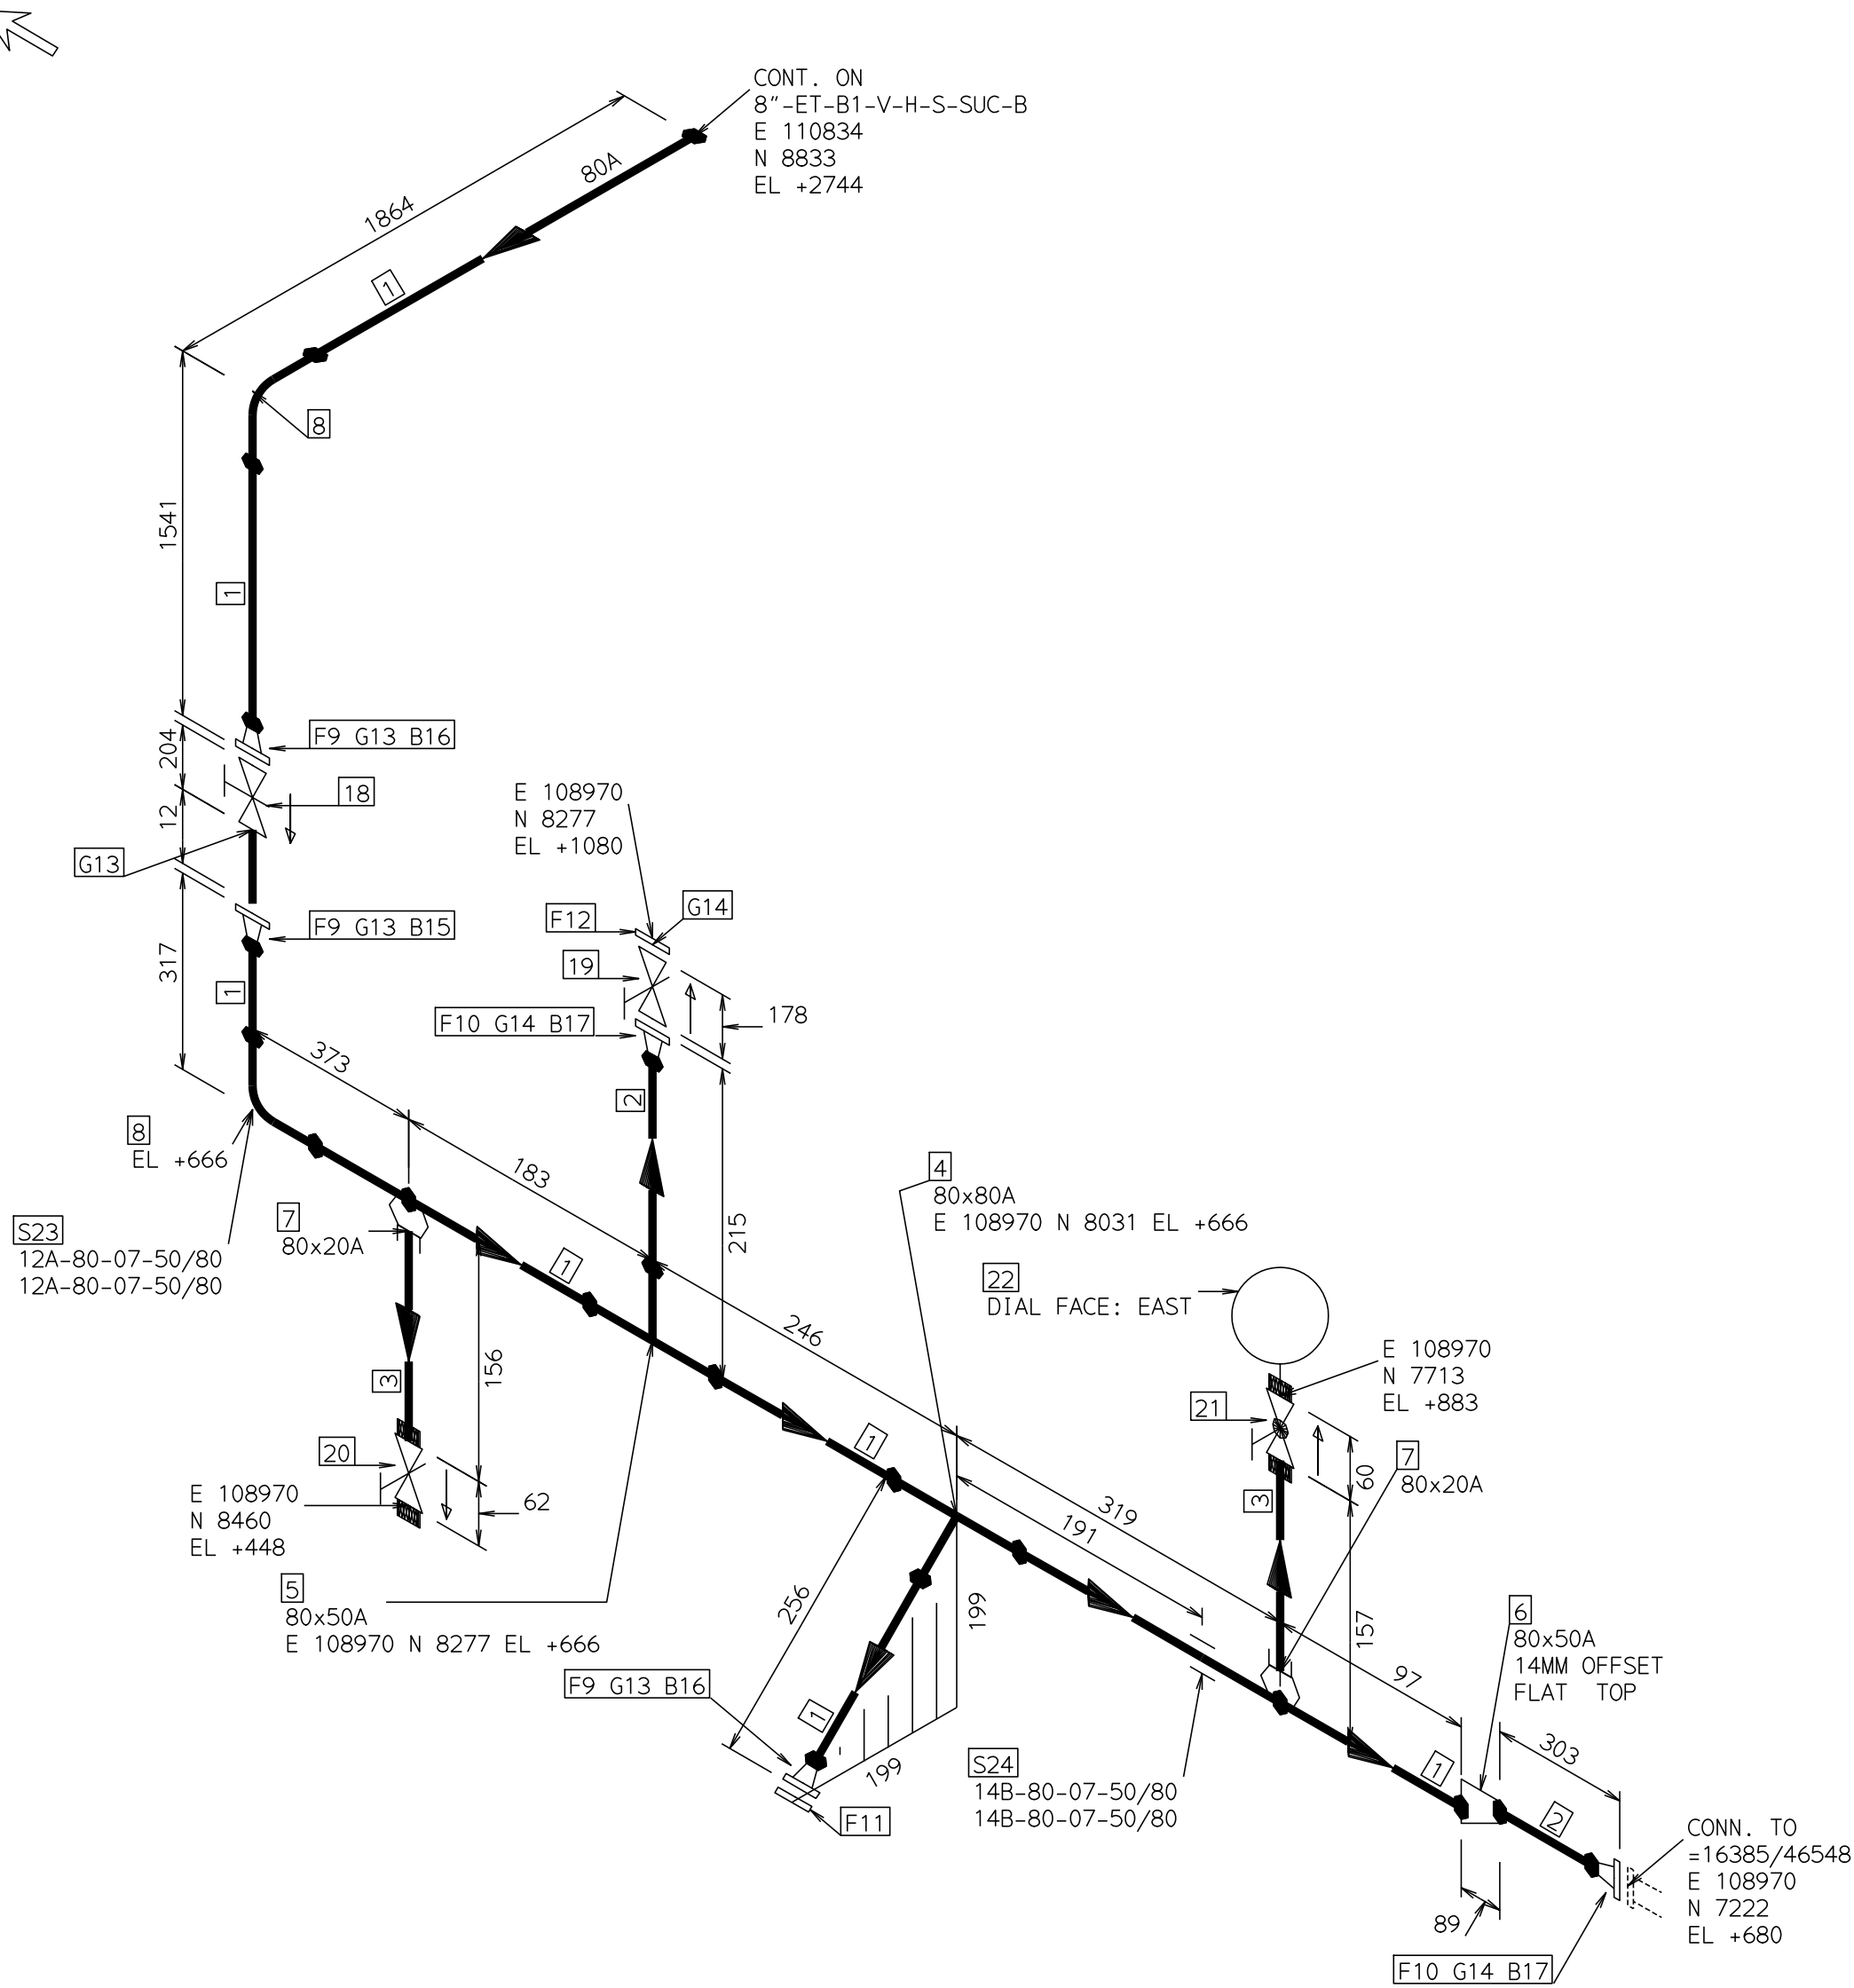 CONT. ON
8"-ET-B1-V-H-S-SUC-B
E 110834
N 8833
EL +2744
80A
1864
1
8
1541
1
F9 G13 B16
204
18
12
G13
F9 G13 B15
317
1
E 108970
N 8277
EL +1080
G14
F12
19
F10 G14 B17
178
373
2
8
EL +666
183
215
4
80x80A
E 108970 N 8031 EL +666
S23
12A-80-07-50/80
12A-80-07-50/80
7
80x20A
1
22
DIAL FACE: EAST
246
156
3
E 108970
N 7713
EL +883
21
20
1
7
80x20A
60
E 108970
N 8460
EL +448
62
3
319
191
5
80x50A
E 108970 N 8277 EL +666
256
199
157
6
80x50A
14MM OFFSET
FLAT TOP
97
F9 G13 B16
1
199
S24
14B-80-07-50/80
14B-80-07-50/80
F11
1
303
2
CONN. TO
=16385/46548
E 108970
N 7222
EL +680
89
F10 G14 B17